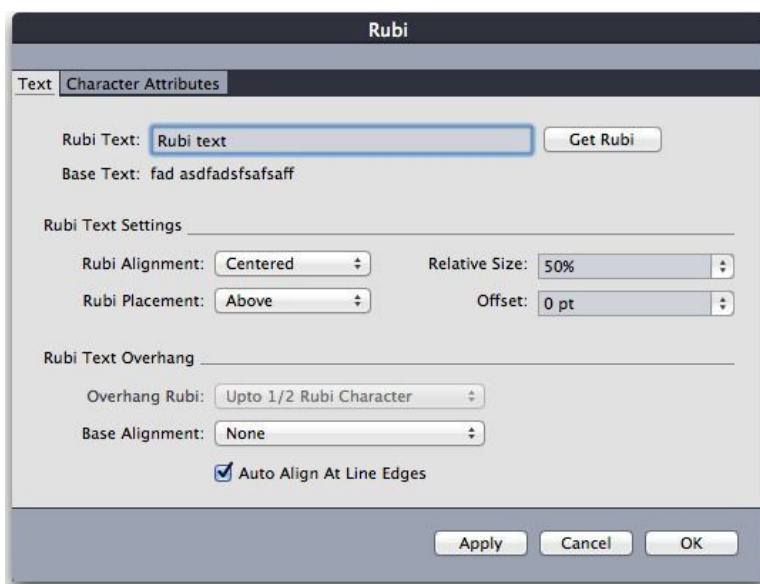 Rubi
Text Character Attributes
Rubi Text: Rubi text Get Rubi
Base Text: fad asdfadsfsafsaff
Rubi Text Settings
Rubi Alignment: Centered Relative Size: 50%
Rubi Placement: Above Offset: 0 pt
Rubi Text Overhang
Overhang Rubi: Upto 1/2 Rubi Character
Base Alignment: None
Auto Align At Line Edges
Apply Cancel OK